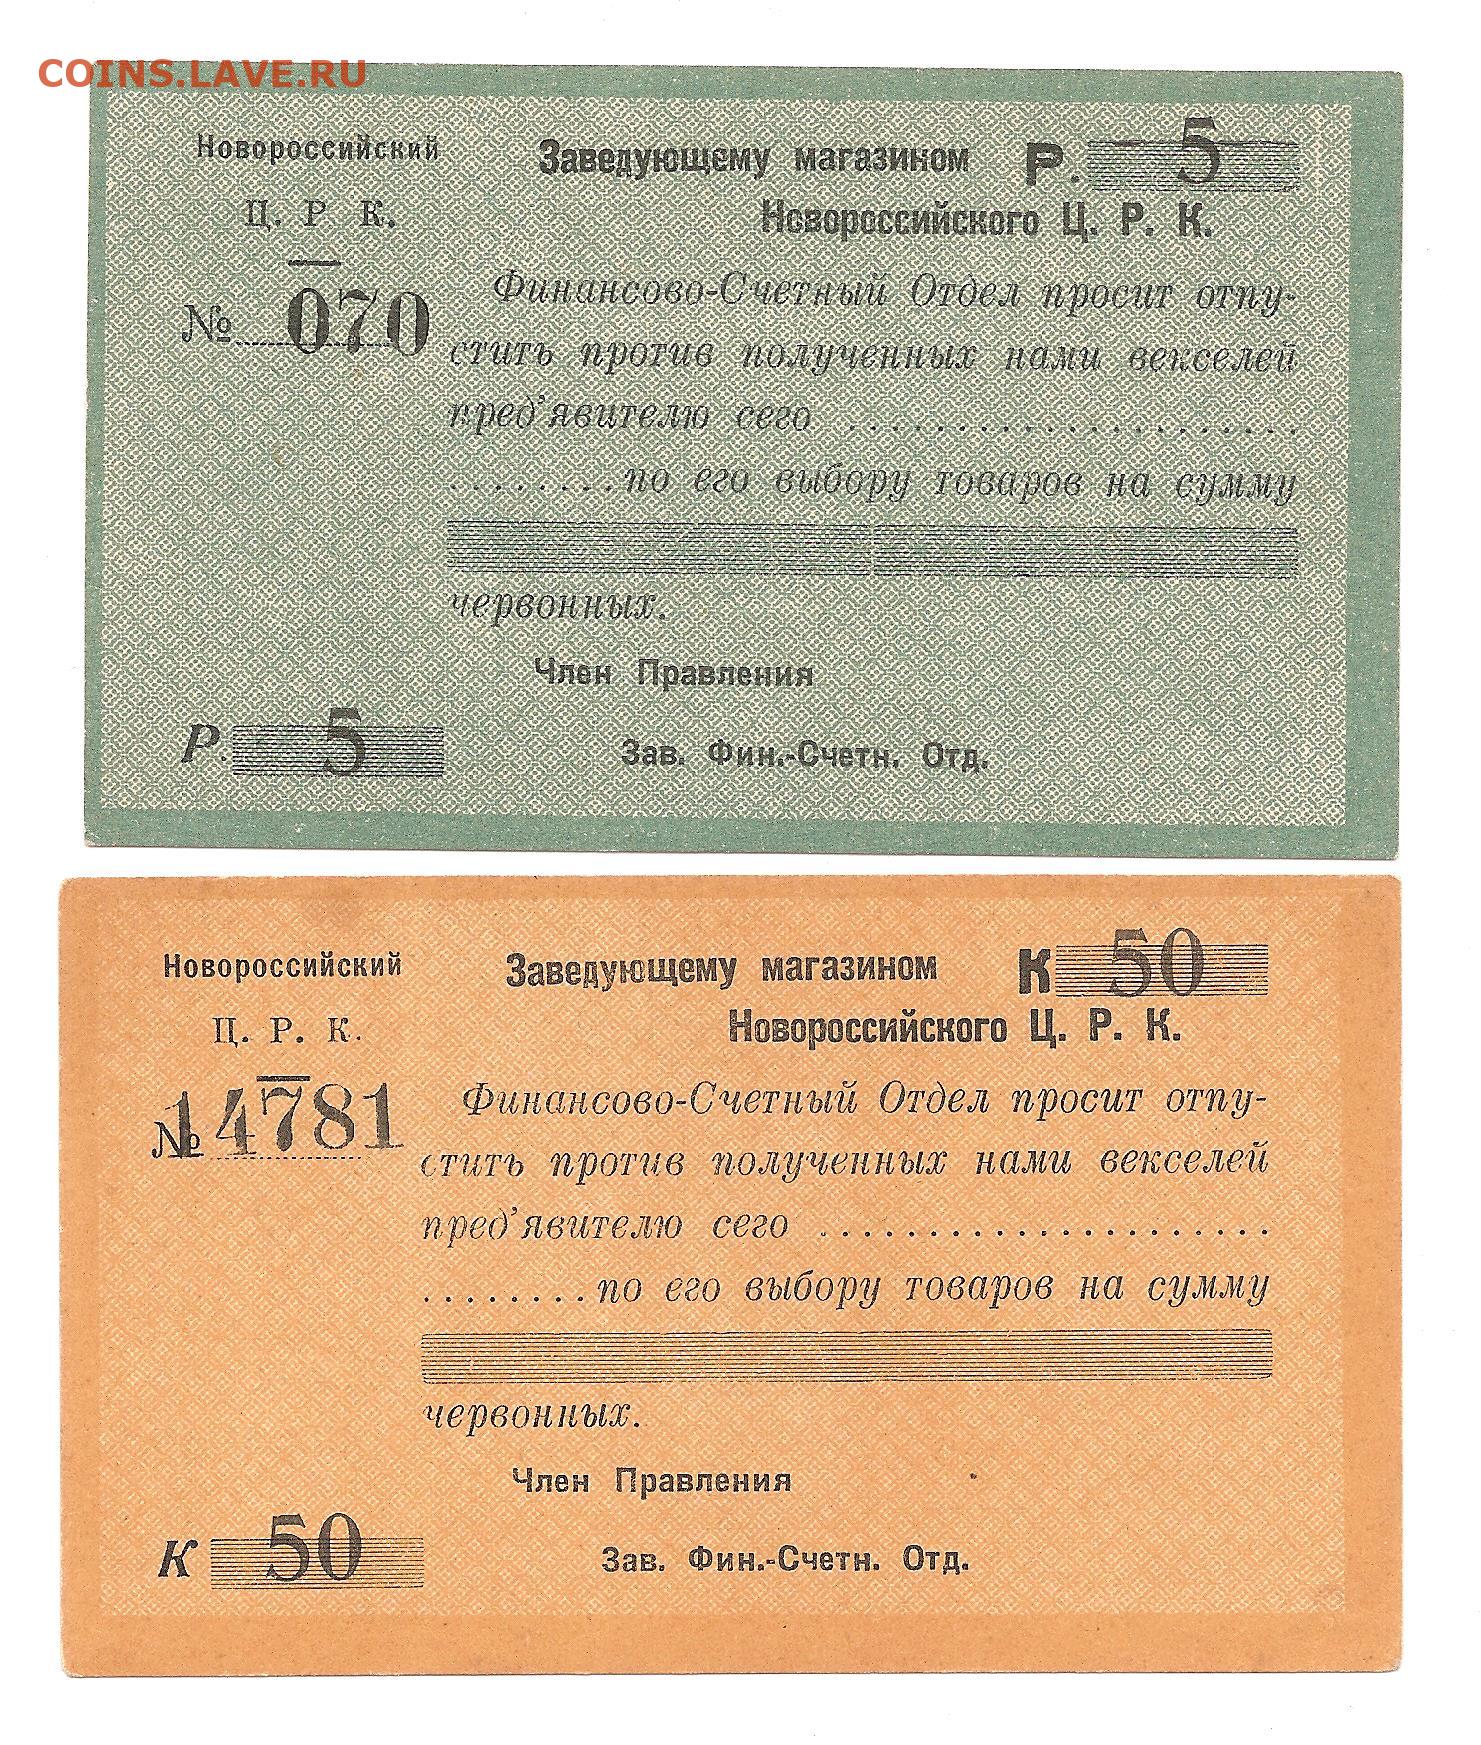 COINS.LAVE.RU
Новороссийский
Ц. Р К.
№ 070
Р. 5
Заведующему магазином Р. 5
Новороссийского Ц. Р. К.
Финансово-Счетный Отдел просит отпу-
стить против полученных нами векселей
пред'явителю сего ......................
........по его выбору товаров на сумму
червонных.
Член Правления
Зав. Фин.-Счетн. Отд.
Новороссийский
Ц. Р. К.
№ 14781
К 50
Заведующему магазином К 50
Новороссийского Ц. Р. К.
Финансово-Счетный Отдел просит отпу-
стить против полученных нами векселей
пред'явителю сего ......................
........по его выбору товаров на сумму
червонных.
Член Правления
Зав. Фин.-Счетн. Отд.